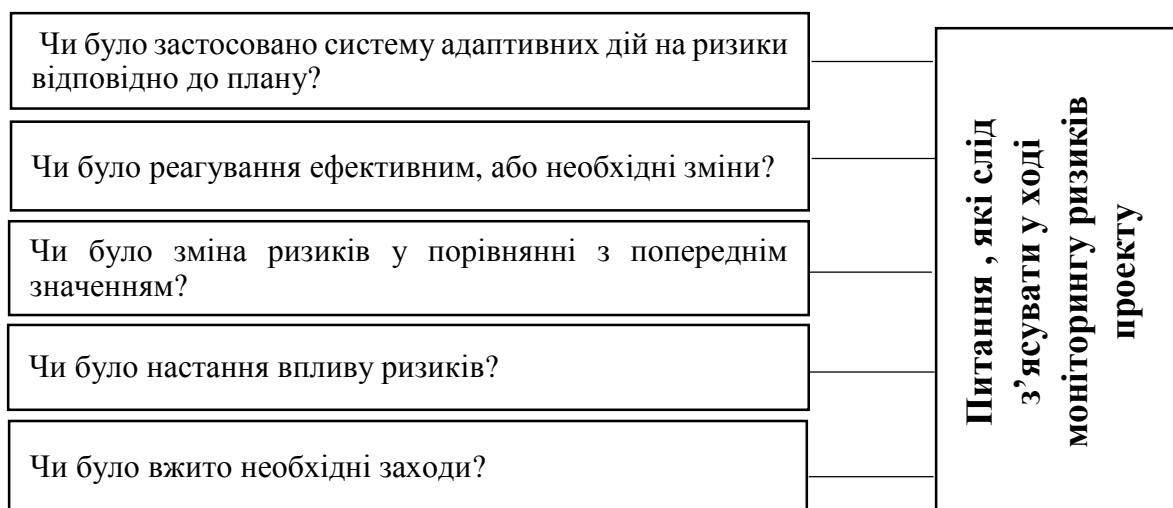 Чи було застосовано систему адаптивних дій на ризики
відповідно до плану?
Чи було реагування ефективним, або необхідні зміни?
Чи було зміна ризиків у порівнянні з попереднім
значенням?
Чи було настання впливу ризиків?
Чи було вжито необхідні заходи?
Питання , які слід
з’ясувати у ході
моніторингу ризиків
проекту